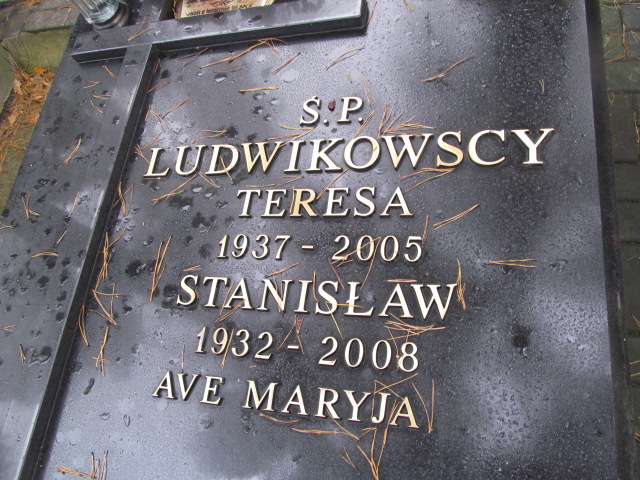 Ś.P.
LUDWIKOWSCY
TERESA
1937 - 2005
STANISŁAW
1932 - 2008
AVE MARYJA